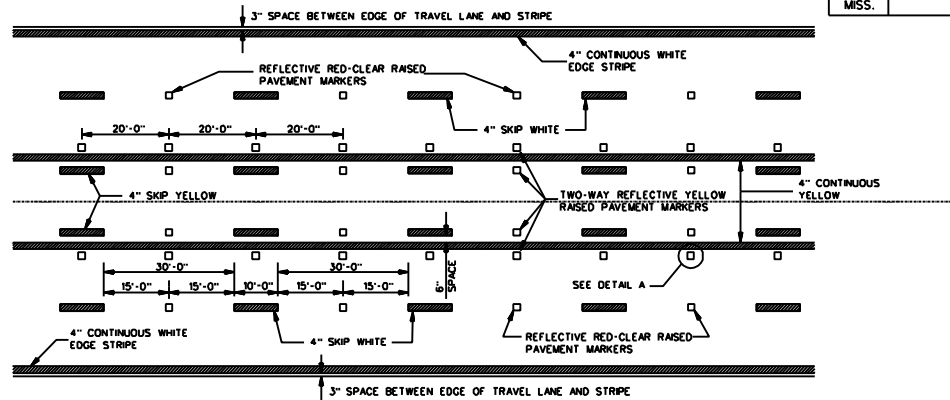 MISS.
3" SPACE BETWEEN EDGE OF TRAVEL LANE AND STRIPE
4" CONTINUOUS WHITE
EDGE STRIPE
REFLECTIVE RED-CLEAR RAISED
PAVEMENT MARKERS
4" SKIP WHITE
20'-0" 20'-0" 20'-0"
4" SKIP YELLOW
TWO-WAY REFLECTIVE YELLOW
RAISED PAVEMENT MARKERS
4" CONTINUOUS
YELLOW
30'-0" 30'-0"
15'-0" 15'-0" 10'-0" 15'-0" 15'-0"
6"
SPACE
SEE DETAIL A
4" CONTINUOUS WHITE
EDGE STRIPE
4" SKIP WHITE
REFLECTIVE RED-CLEAR RAISED
PAVEMENT MARKERS
3" SPACE BETWEEN EDGE OF TRAVEL LANE AND STRIPE